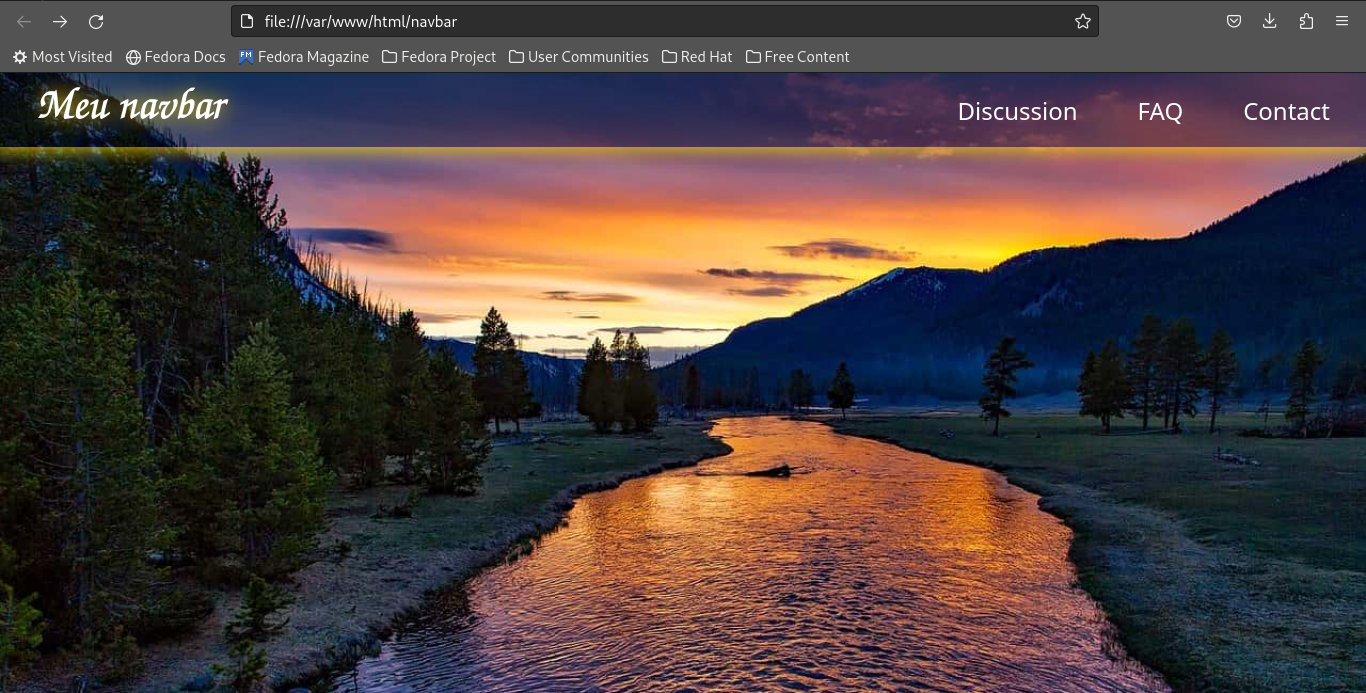 file:///var/www/html/navbar
Most Visited Fedora Docs FM Fedora Magazine Fedora Project User Communities Red Hat Free Content
Meu navbar Discussion FAQ Contact